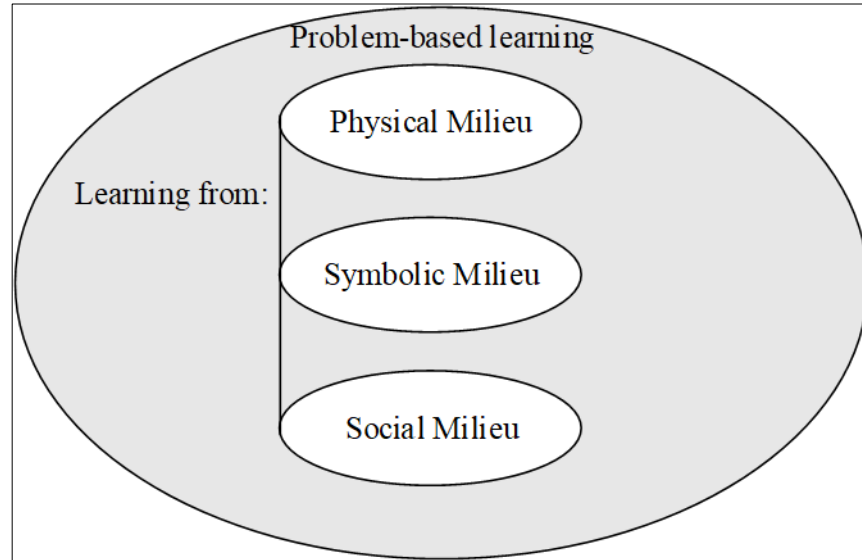 Problem-based learning
Physical Milieu
Learning from:
Symbolic Milieu
Social Milieu